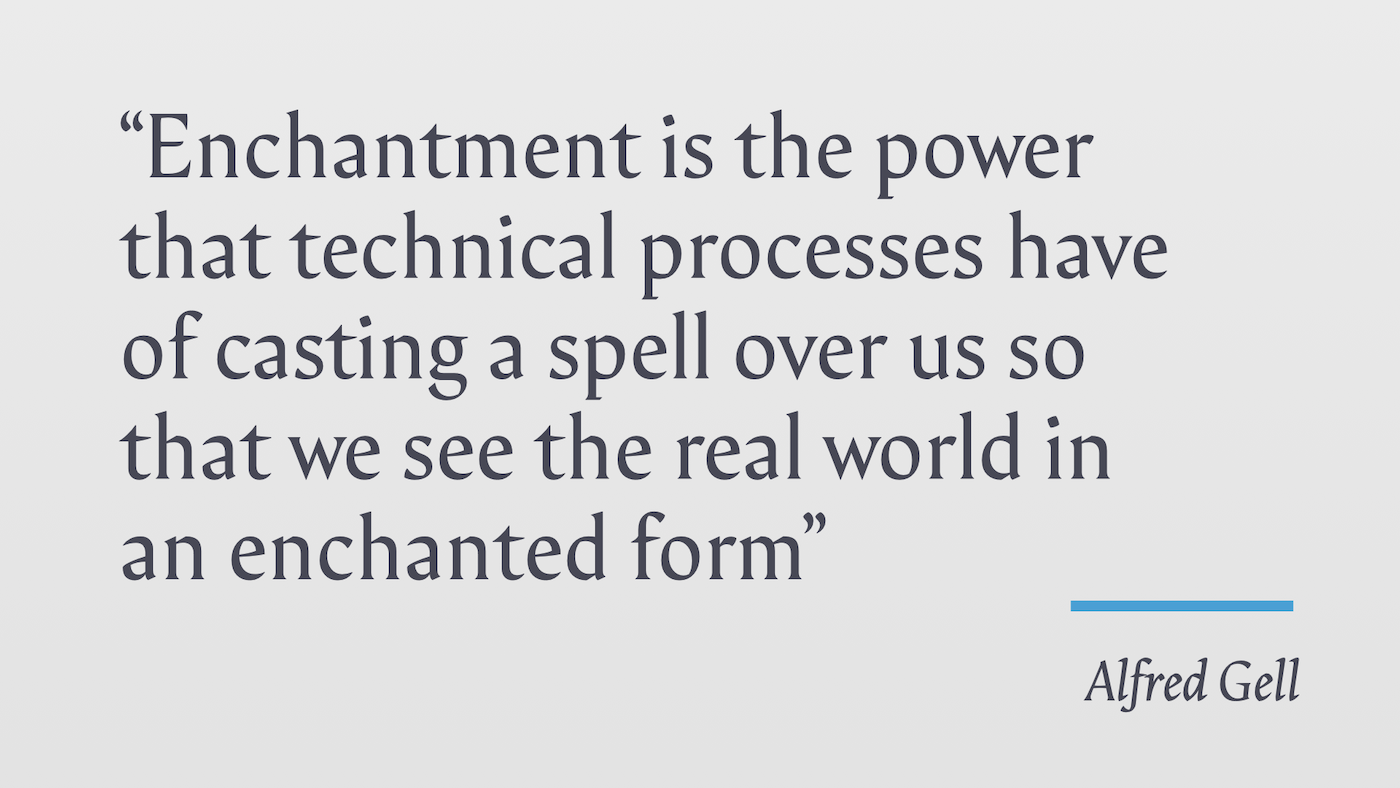 “Enchantment is the power
that technical processes have
of casting a spell over us so
that we see the real world in
an enchanted form”
Alfred Gell